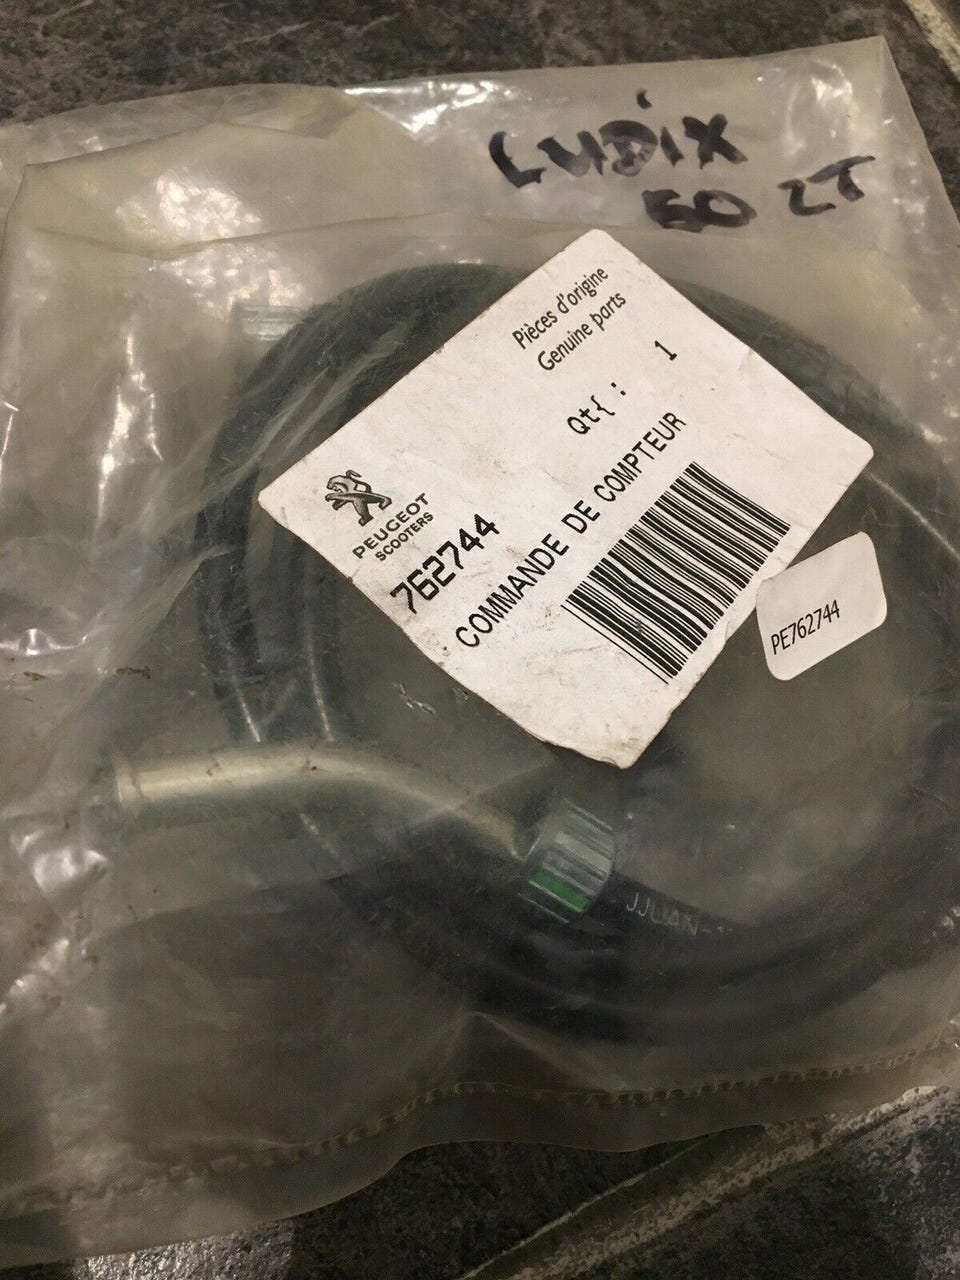 LUDIX
50 2T
Pièces d'origine
Genuine parts
Qt{ : 1
PEUGEOT
SCOOTERS
762744
COMMANDE DE COMPTEUR
PE762744